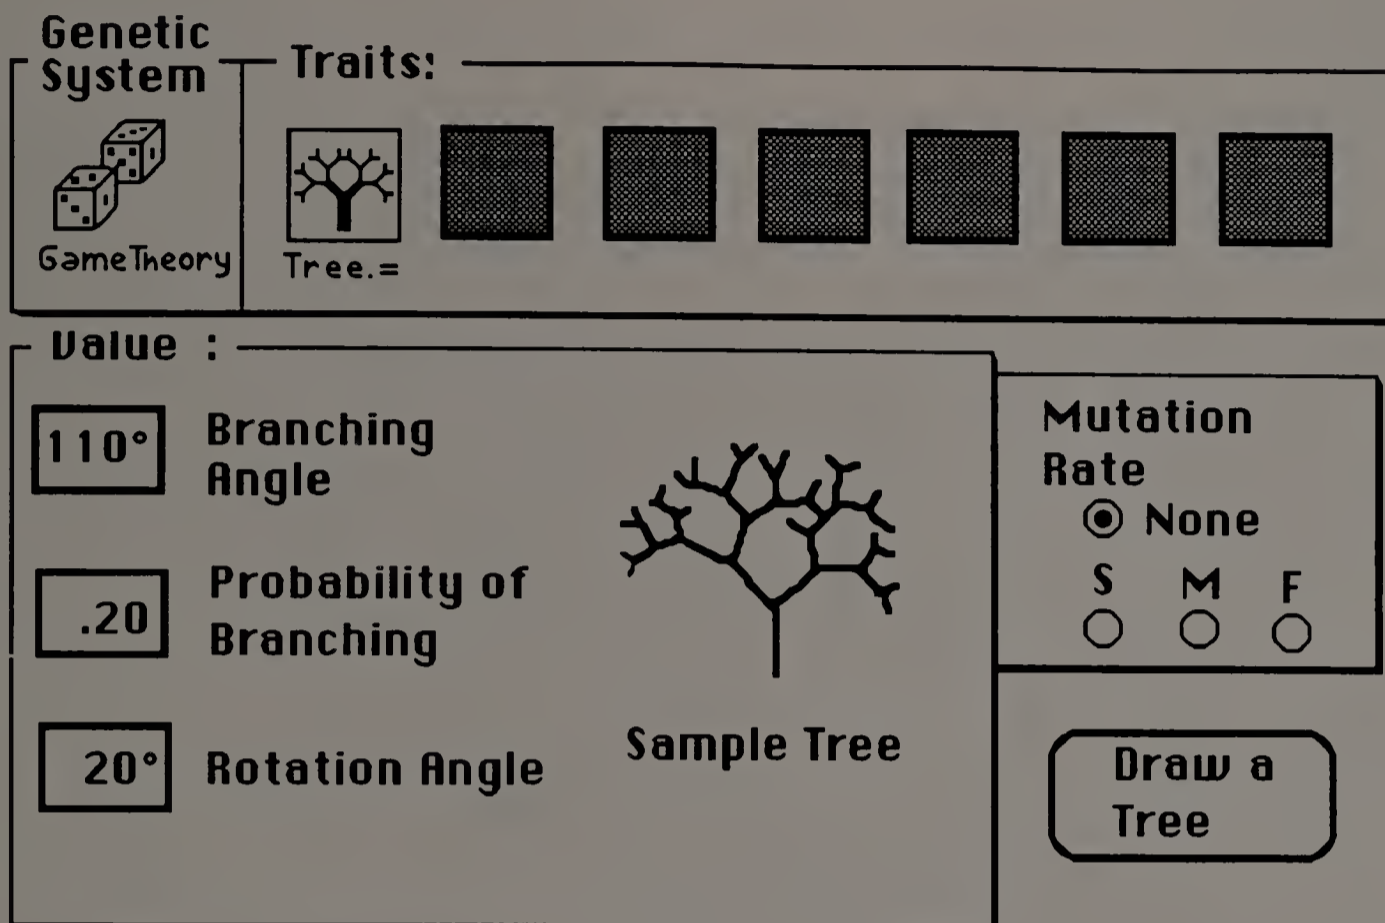 Genetic
System
Traits:
GameTheory
Tree.=
Value :
110°
Branching
Angle
.20
Probability of
Branching
20°
Rotation Angle
Sample Tree
Mutation
Rate
None
S M F
Draw a
Tree